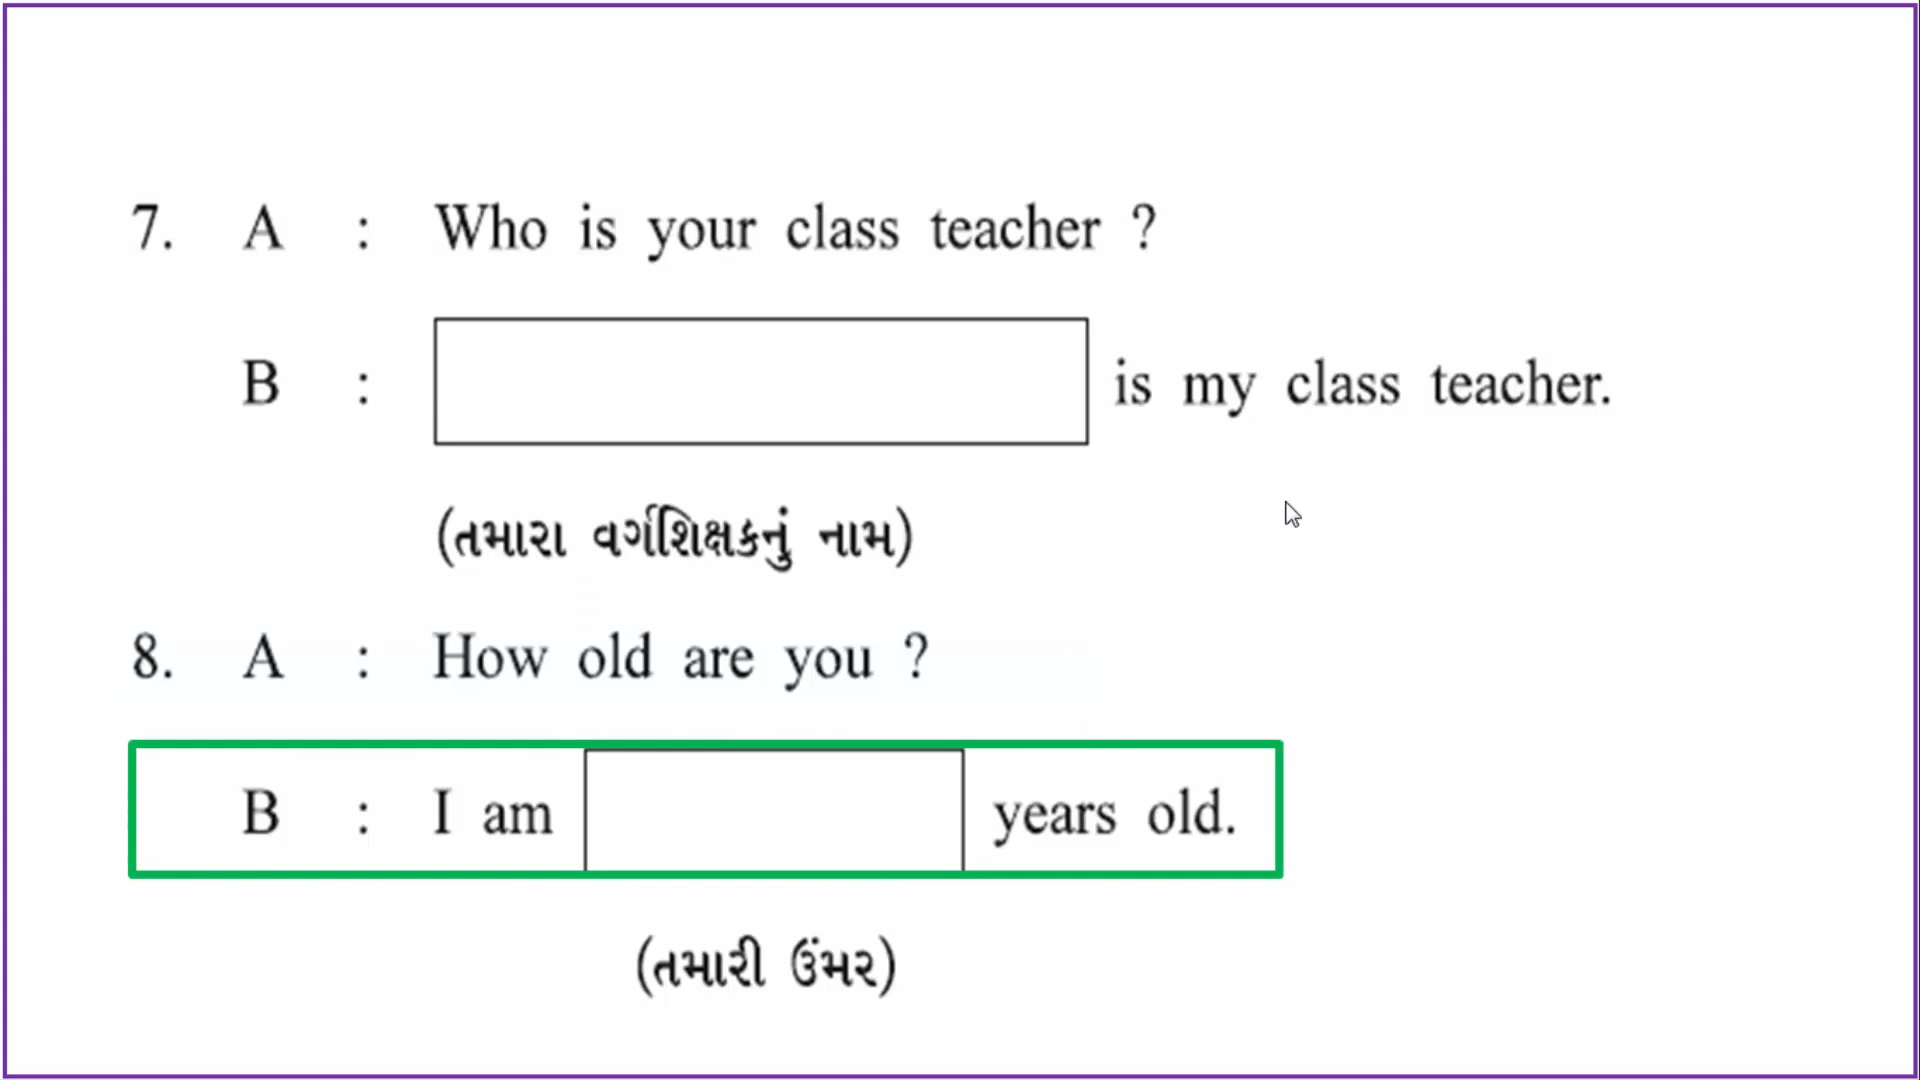 7. A : Who is your class teacher ?
B : is my class teacher.
(તમારા વર્ગશિક્ષકનું નામ)
8. A : How old are you ?
B : I am years old.
(તમારી ઉંમર)